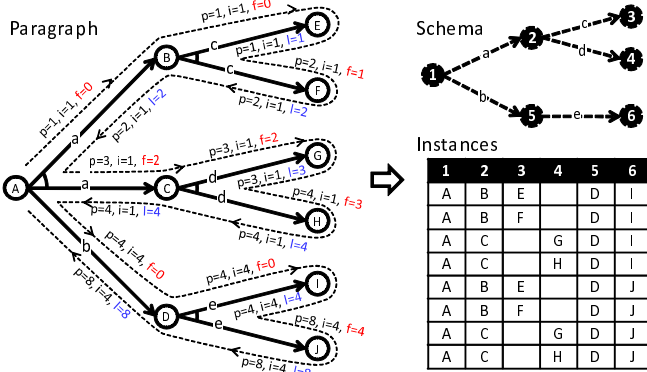 Paragraph
p=1, i=1, f=0
E
p=1, i=1, l=1
B
c
c
p=2, i=1, f=1
F
p=2, i=1, l=2
p=1, i=1, f=0
p=2, i=1, l=2
a
p=3, i=1, f=2
p=3, i=1, f=2
G
p=3, i=1, l=3
A
a
C
d
d
p=4, i=1, f=3
H
p=4, i=1, l=4
p=4, i=1, l=4
b
p=4, i=4, f=0
p=8, i=4, l=8
p=4, i=4, f=0
I
p=4, i=4, l=4
D
e
e
p=8, i=4, f=4
J
p=8, i=4, l=8
Schema
1
a
2
c
3
d
4
b
5
e
6
Instances
1 2 3 4 5 6
A B E D I
A B F D I
A C G D I
A C H D I
A B E D J
A B F D J
A C G D J
A C H D J